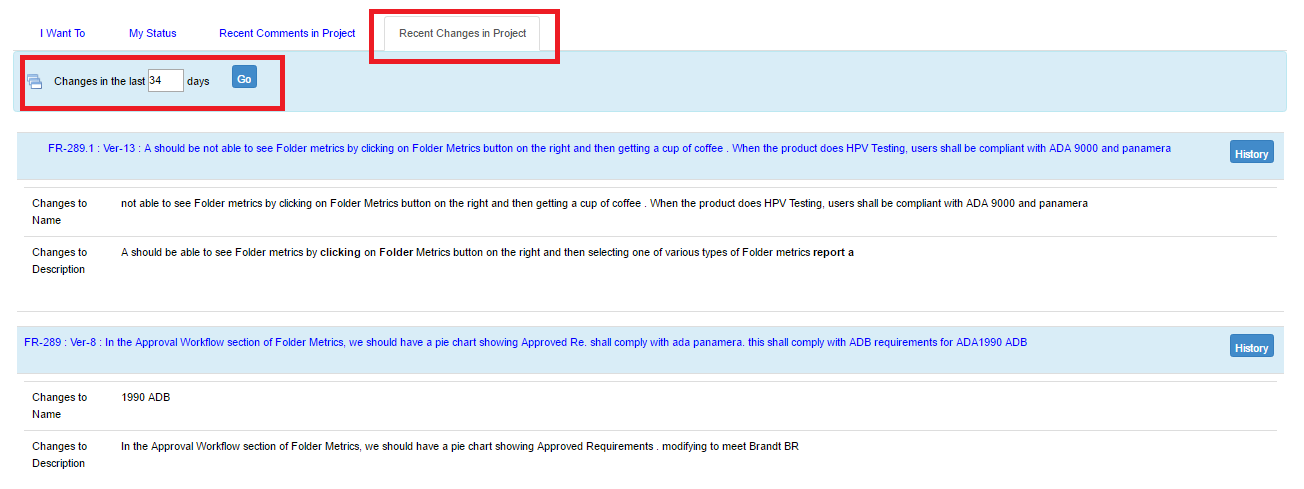 I Want To My Status Recent Comments in Project Recent Changes in Project
Changes in the last 34 days Go
FR-289.1 : Ver-13 : A should be not able to see Folder metrics by clicking on Folder Metrics button on the right and then getting a cup of coffee . When the product does HPV Testing, users shall be compliant with ADA 9000 and panamera History
Changes to not able to see Folder metrics by clicking on Folder Metrics button on the right and then getting a cup of coffee . When the product does HPV Testing, users shall be compliant with ADA 9000 and panamera
Name
Changes to A should be able to see Folder metrics by clicking on Folder Metrics button on the right and then selecting one of various types of Folder metrics report a
Description
FR-289 : Ver-8 : In the Approval Workflow section of Folder Metrics, we should have a pie chart showing Approved Re. shall comply with ada panamera. this shall comply with ADB requirements for ADA1990 ADB History
Changes to 1990 ADB
Name
Changes to In the Approval Workflow section of Folder Metrics, we should have a pie chart showing Approved Requirements . modifying to meet Brandt BR
Description